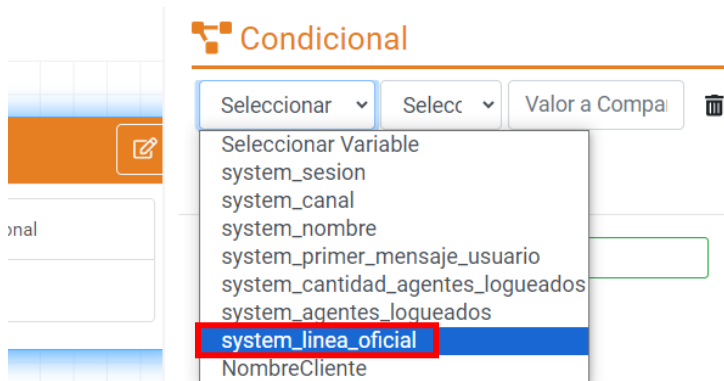 Condicional
Seleccionar Selecc Valor a Compar
Seleccionar Variable
system_sesion
system_canal
onal
system_nombre
system_primer_mensaje_usuario
system_cantidad_agentes_logueados
system_agentes_logueados
system_linea_oficial
NombreCliente